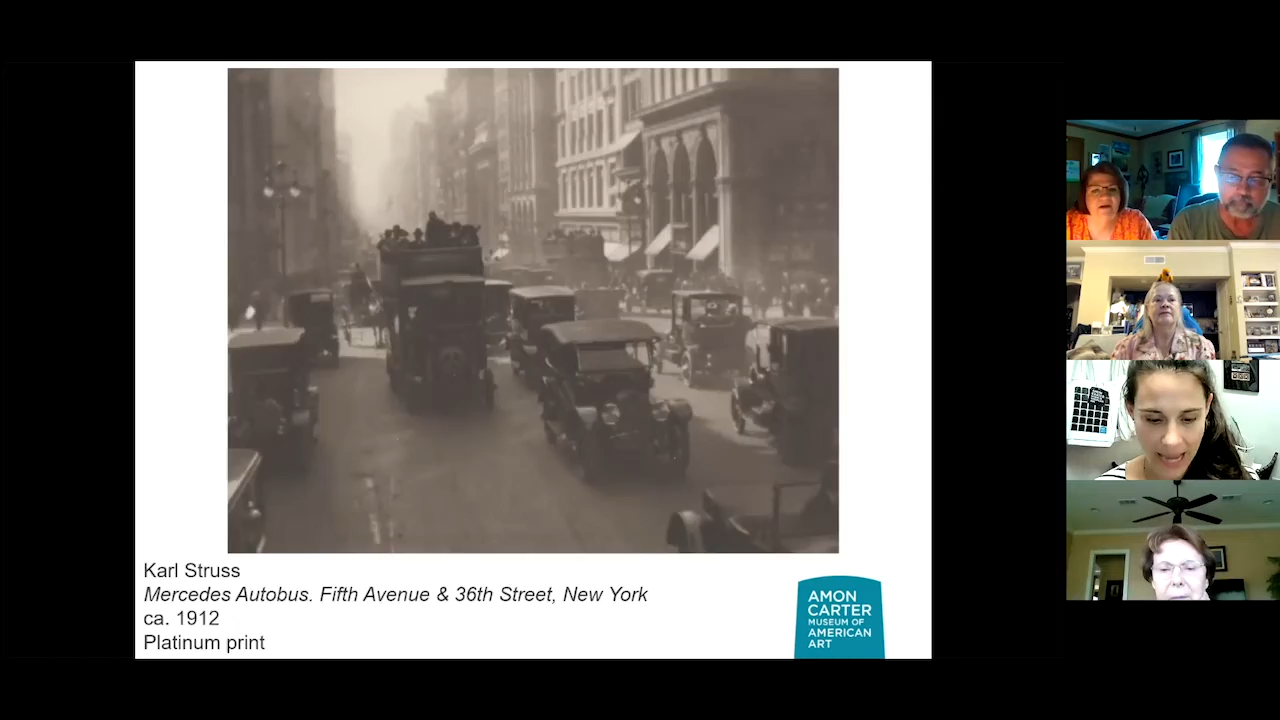 Karl Struss
Mercedes Autobus. Fifth Avenue & 36th Street, New York
ca. 1912
Platinum print
AMON
CARTER
MUSEUM OF
AMERICAN
ART